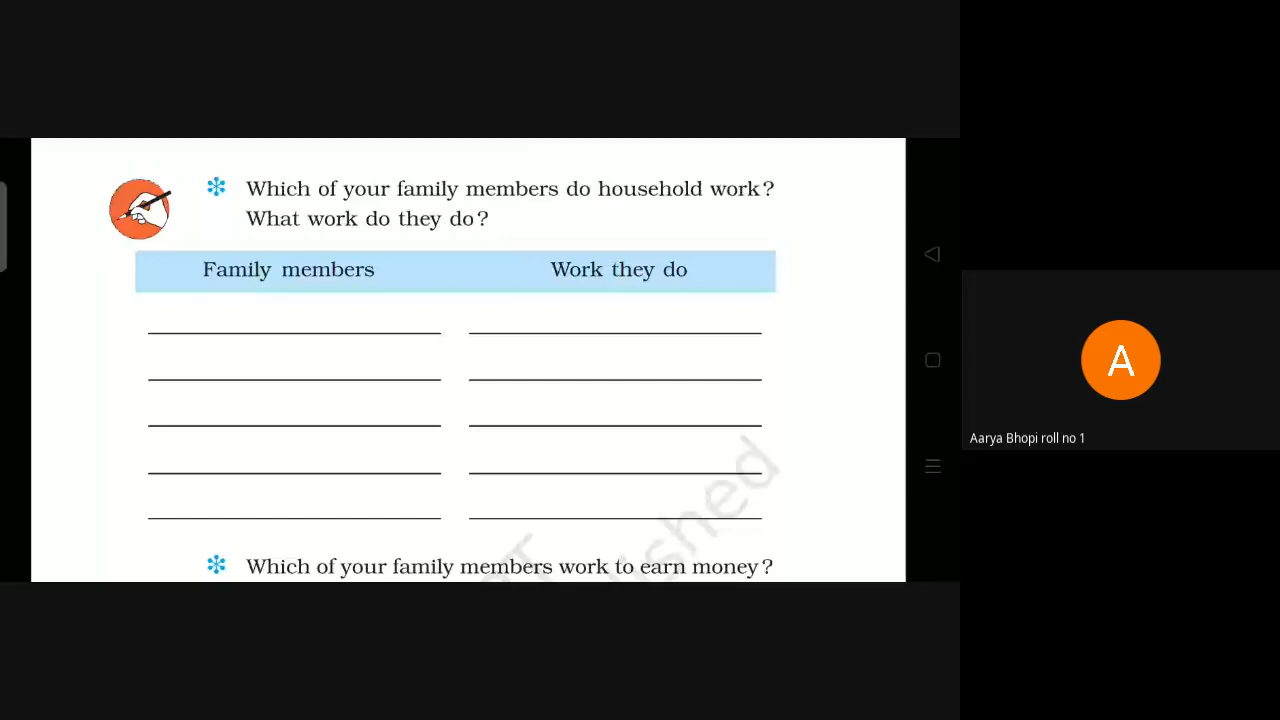 Which of your family members do household work?
What work do they do?
Family members Work they do
Which of your family members work to earn money?
A
Aarya Bhopi roll no 1